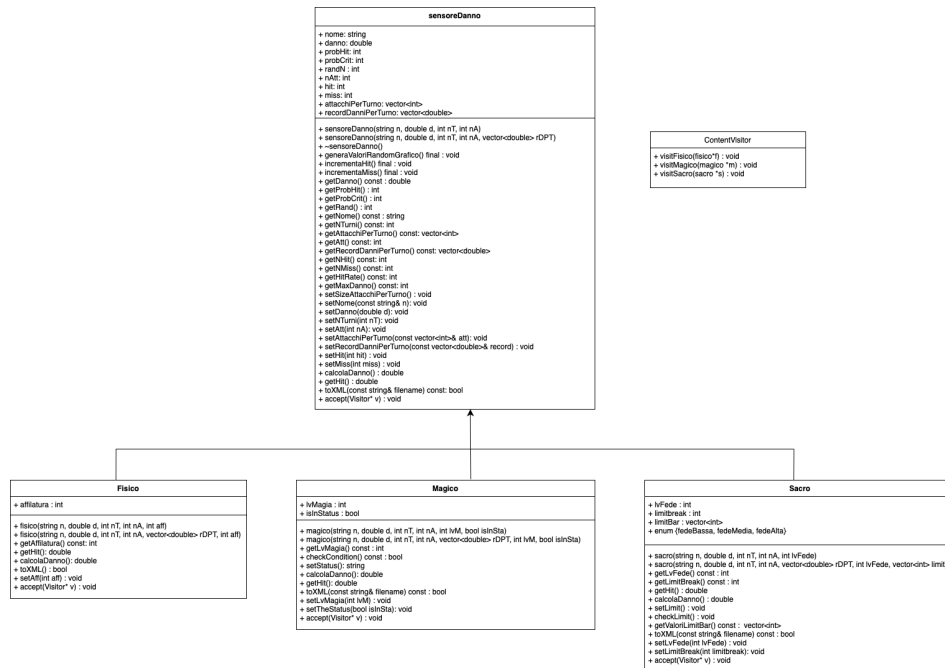 sensoreDanno
+ nome: string
+ danno: double
+ probHit: int
+ probCrit: int
+ randN : int
+ nAtt: int
+ hit: int
+ miss: int
+ attacchiPerTurno: vector<int>
+ recordDanniPerTurno: vector<double>
+ sensoreDanno(string n, double d, int nT, int nA)
+ sensoreDanno(string n, double d, int nT, int nA, vector<double> rDPT)
+ ~sensoreDanno()
+ generaValoriRandomGrafico() final : void
+ incrementaHit() final : void
+ incrementaMiss() final : void
+ getDanno() const : double
+ getProbHit() : int
+ getProbCrit() : int
+ getRand() : int
+ getNome() const : string
+ getNTurni() const: int
+ getAttacchiPerTurno() const: vector<int>
+ getAtt() const: int
+ getRecordDanniPerTurno() const: vector<double>
+ getNHit() const: int
+ getNMiss() const: int
+ getHitRate() const: int
+ getMaxDanno() const: int
+ setSizeAttacchiPerTurno() : void
+ setNome(const string& n): void
+ setDanno(double d): void
+ setNTurni(int nT): void
+ setAtt(int nA): void
+ setAttacchiPerTurno(const vector<int>& att): void
+ setRecordDanniPerTurno(const vector<double>& record) : void
+ setHit(int hit) : void
+ setMiss(int miss) : void
+ calcolaDanno() : double
+ getHit() : double
+ toXML(const string& filename) const: bool
+ accept(Visitor* v) : void
ContentVisitor
+ visitFisico(fisico*f) : void
+ visitMagico(magico *m) : void
+ visitSacro(sacro *s) : void
Fisico
+ affilatura : int
+ fisico(string n, double d, int nT, int nA, int aff)
+ fisico(string n, double d, int nT, int nA, vector<double> rDPT, int aff)
+ getAffilatura() const: int
+ getHit(): double
+ calcolaDanno(): double
+ toXML() : bool
+ setAff(int aff) : void
+ accept(Visitor* v) : void
Magico
+ lvMagia : int
+ isInStatus : bool
+ magico(string n, double d, int nT, int nA, int lvM, bool isInSta)
+ magico(string n, double d, int nT, int nA, vector<double> rDPT, int lvM, bool isInSta)
+ getLvMagia() const : int
+ checkCondition() const : bool
+ setStatus(): string
+ calcolaDanno(): double
+ getHit(): double
+ toXML(const string& filename) const : bool
+ setLvMagia(int lvM) : void
+ setTheStatus(bool isInSta): void
+ accept(Visitor* v) : void
Sacro
+ lvFede : int
+ limitbreak : int
+ limitBar : vector<int>
+ enum {fedeBassa, fedeMedia, fedeAlta}
+ sacro(string n, double d, int nT, int nA, int lvFede)
+ sacro(string n, double d, int nT, int nA, vector<double> rDPT, int lvFede, vector<int> limit
+ getLvFede() const : int
+ getLimitBreak() const : int
+ getHit() : double
+ calcolaDanno() : double
+ setLimit() : void
+ checkLimit() : void
+ getValoriLimitBar() const : vector<int>
+ toXML(const string& filename) const : bool
+ setLvFede(int lvFede) : void
+ setLimitBreak(int limitbreak): void
+ accept(Visitor* v) : void